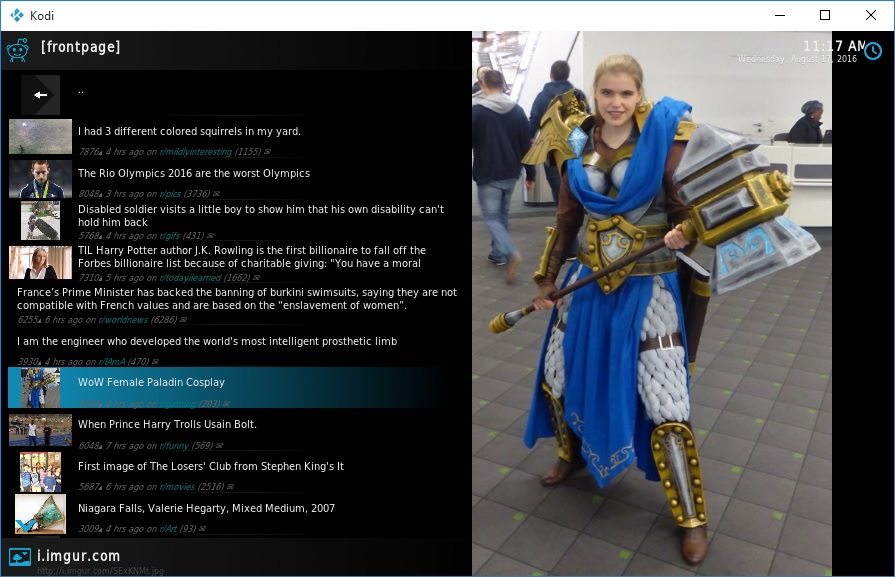 Kodi
[frontpage]
11:17 AM
Wednesday, August 17, 2016
..
I had 3 different colored squirrels in my yard.
7876▲ 4 hrs ago on r/mildlyinteresting (1155) ✉
The Rio Olympics 2016 are the worst Olympics
8048▲ 3 hrs ago on r/pics (3736) ✉
Disabled soldier visits a little boy to show him that his own disability can't
hold him back
5768▲ 4 hrs ago on r/gifs (431) ✉
TIL Harry Potter author J.K. Rowling is the first billionaire to fall off the
Forbes billionaire list because of charitable giving: "You have a moral
7310▲ 5 hrs ago on r/todayilearned (1662) ✉
France's Prime Minister has backed the banning of burkini swimsuits, saying they are not
compatible with French values and are based on the "enslavement of women".
6255▲ 6 hrs ago on r/worldnews (6286) ✉
I am the engineer who developed the world's most intelligent prosthetic limb
3930▲ 4 hrs ago on r/IAmA (470) ✉
WoW Female Paladin Cosplay
hrs ago on r/gaming (203) ✉
When Prince Harry Trolls Usain Bolt.
6048▲ 7 hrs ago on r/funny (569) ✉
First image of The Losers' Club from Stephen King's It
5687▲ 6 hrs ago on r/movies (2516) ✉
Niagara Falls, Valerie Hegarty, Mixed Medium, 2007
3009▲ 4 hrs ago on r/Art (93) ✉
i.imgur.com
http://i.imgur.com/SExKNMt.jpg